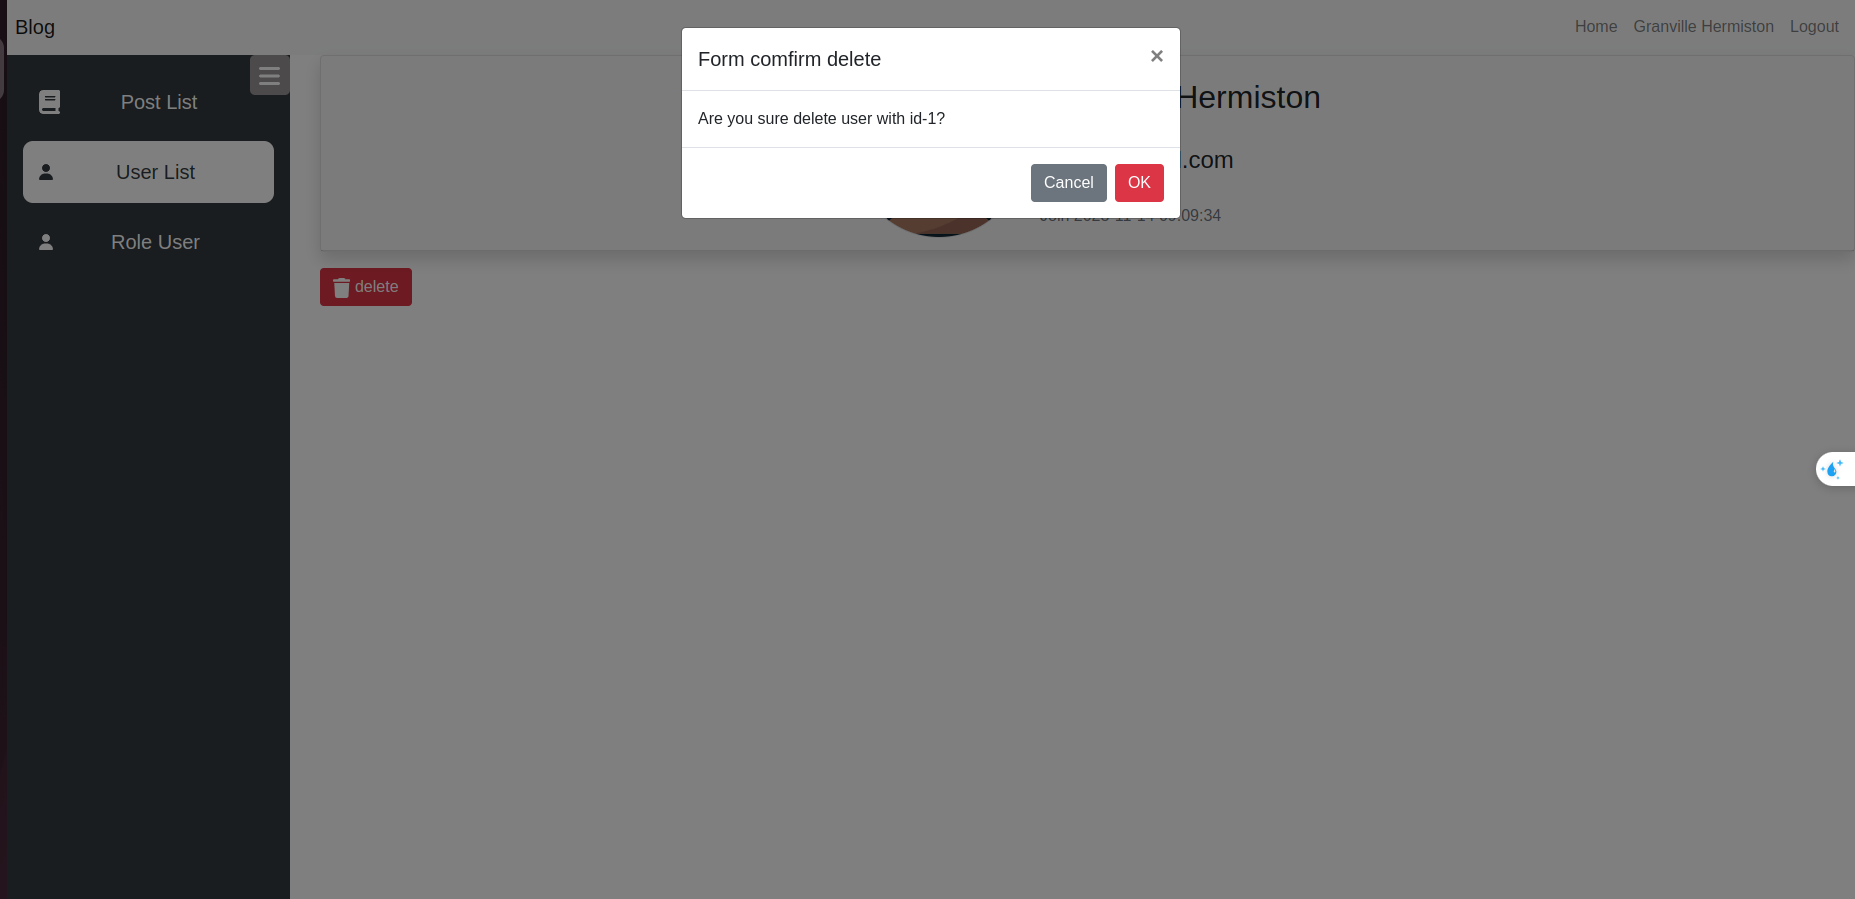 Blog
Home Granville Hermiston Logout
Form comfirm delete ×
Are you sure delete user with id-1?
Cancel OK
Hermiston
.com
:09:34
Post List
User List
Role User
delete